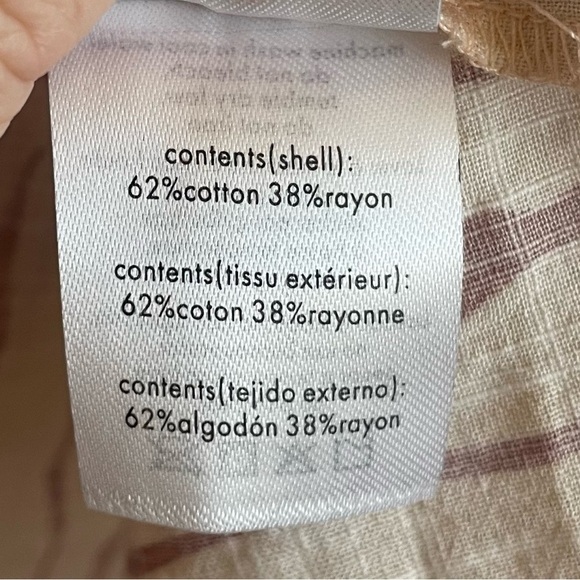 contents(shell):
62%cotton 38%rayon
contents(tissu extérieur):
62%coton 38%rayonne
contents(tejido externo):
62%algodón 38%rayon